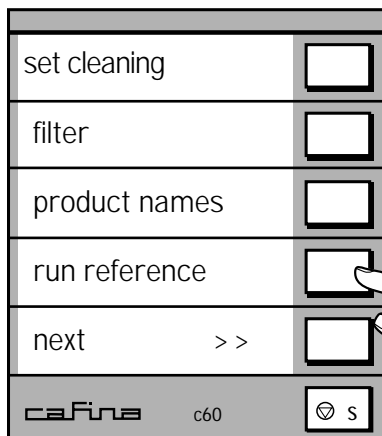 set cleaning
filter
product names
run reference
next >>
cafina c60 s